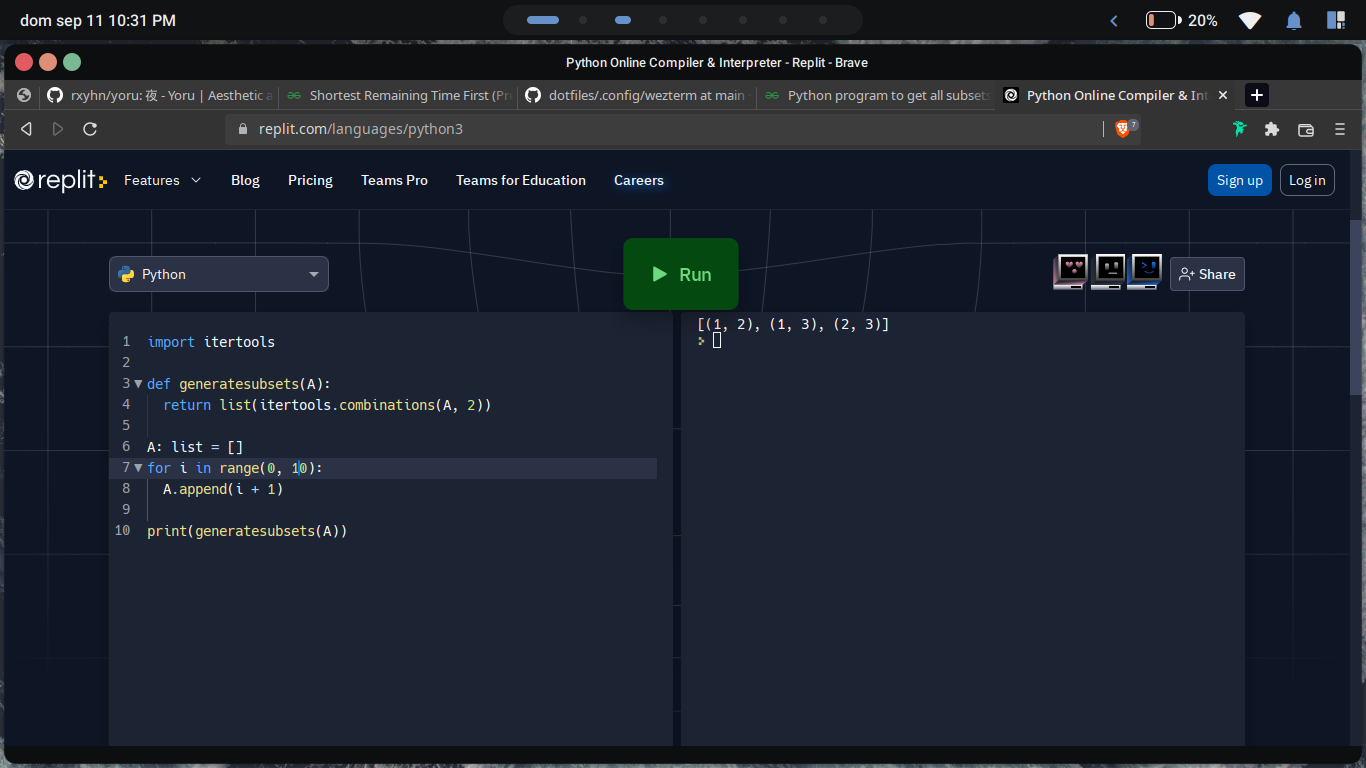 dom sep 11 10:31 PM
20%
Python Online Compiler & Interpreter - Replit - Brave
rxyhn/yoru: 夜 - Yoru | Aesthetic a
Shortest Remaining Time First (Pr
dotfiles/.config/wezterm at main
Python program to get all subsets
Python Online Compiler & Int
replit.com/languages/python3
7
replit
Features
Blog
Pricing
Teams Pro
Teams for Education
Careers
Sign up
Log in
Python
Run
Share
1 import itertools
2
3 def generatesubsets(A):
4 return list(itertools.combinations(A, 2))
5
6 A: list = []
7 for i in range(0, 10):
8 A.append(i + 1)
9
10 print(generatesubsets(A))
[(1, 2), (1, 3), (2, 3)]